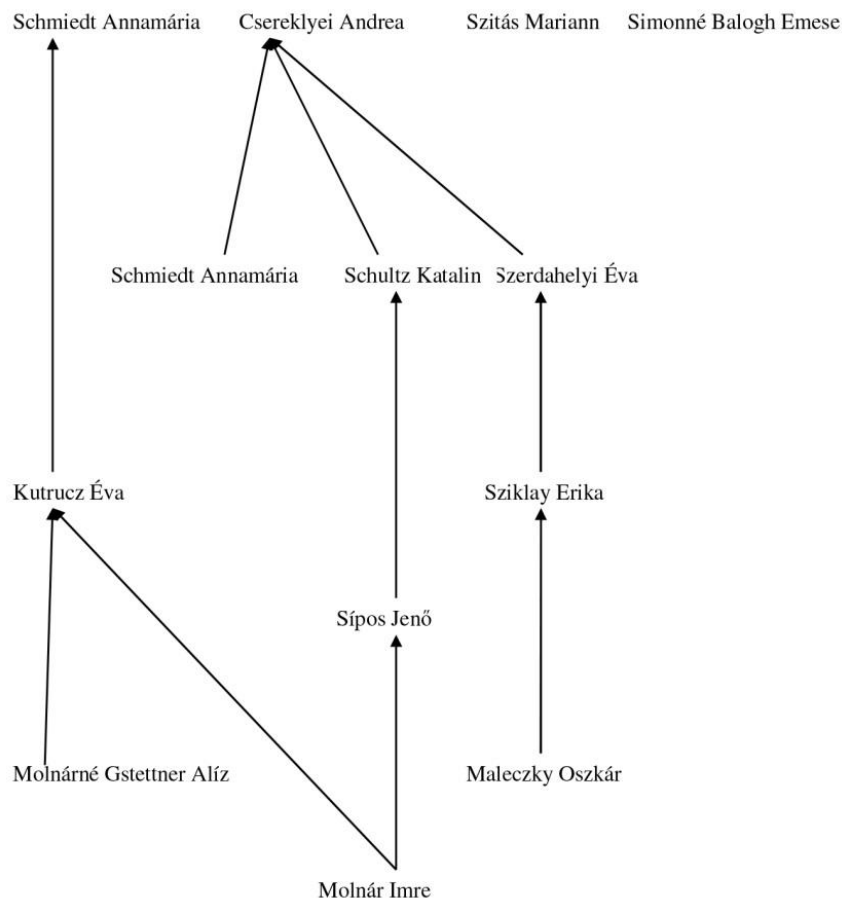 Schmiedt Annamária Csereklyei Andrea Szitás Mariann Simonné Balogh Emese
Schmiedt Annamária Schultz Katalin Szerdahelyi Éva
Kutrucz Éva Sziklay Erika
Sípos Jenő
Molnárné Gstettner Alíz Maleczky Oszkár
Molnár Imre